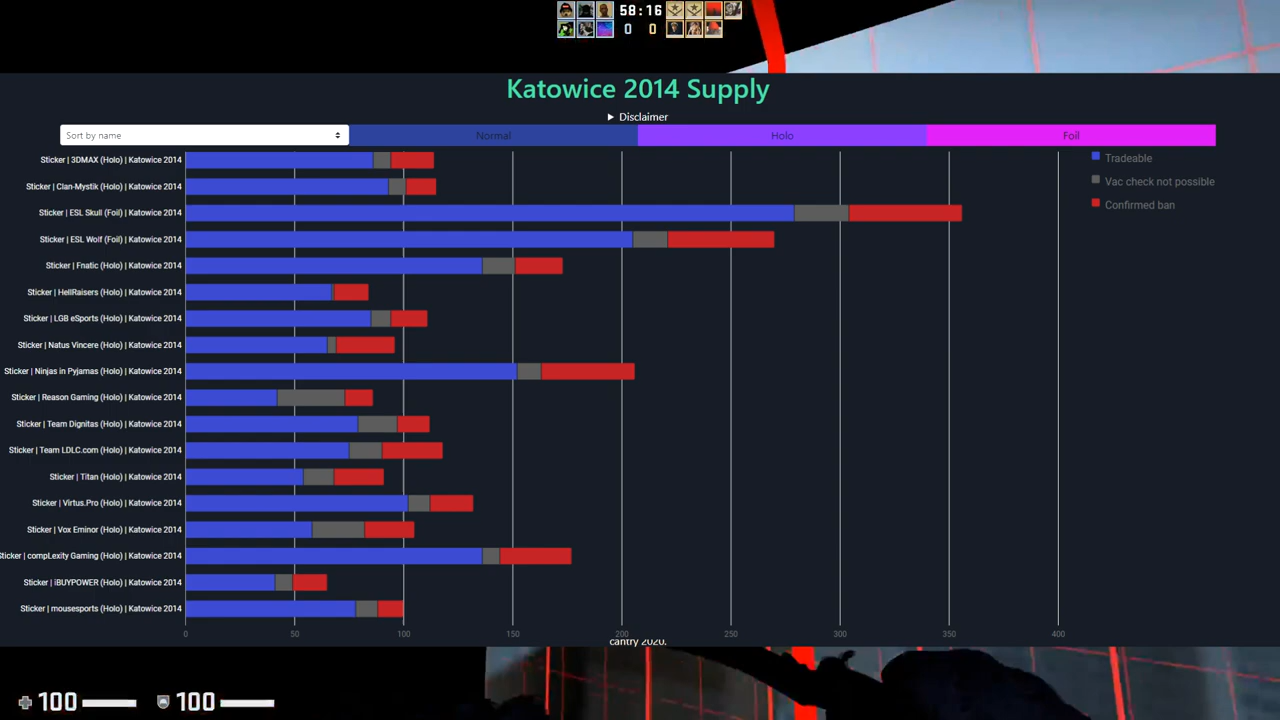 58:16
0 0
Katowice 2014 Supply
▶ Disclaimer
Sort by name
Normal
Holo
Foil
Sticker | 3DMAX (Holo) | Katowice 2014
Sticker | Clan-Mystik (Holo) | Katowice 2014
Sticker | ESL Skull (Foil) | Katowice 2014
Sticker | ESL Wolf (Foil) | Katowice 2014
Sticker | Fnatic (Holo) | Katowice 2014
Sticker | HellRaisers (Holo) | Katowice 2014
Sticker | LGB eSports (Holo) | Katowice 2014
Sticker | Natus Vincere (Holo) | Katowice 2014
Sticker | Ninjas in Pyjamas (Holo) | Katowice 2014
Sticker | Reason Gaming (Holo) | Katowice 2014
Sticker | Team Dignitas (Holo) | Katowice 2014
Sticker | Team LDLC.com (Holo) | Katowice 2014
Sticker | Titan (Holo) | Katowice 2014
Sticker | Virtus.Pro (Holo) | Katowice 2014
Sticker | Vox Eminor (Holo) | Katowice 2014
Sticker | compLexity Gaming (Holo) | Katowice 2014
Sticker | iBUYPOWER (Holo) | Katowice 2014
Sticker | mousesports (Holo) | Katowice 2014
Tradeable
Vac check not possible
Confirmed ban
0 50 100 150 200 250 300 350 400
cantry 2020.
100 100